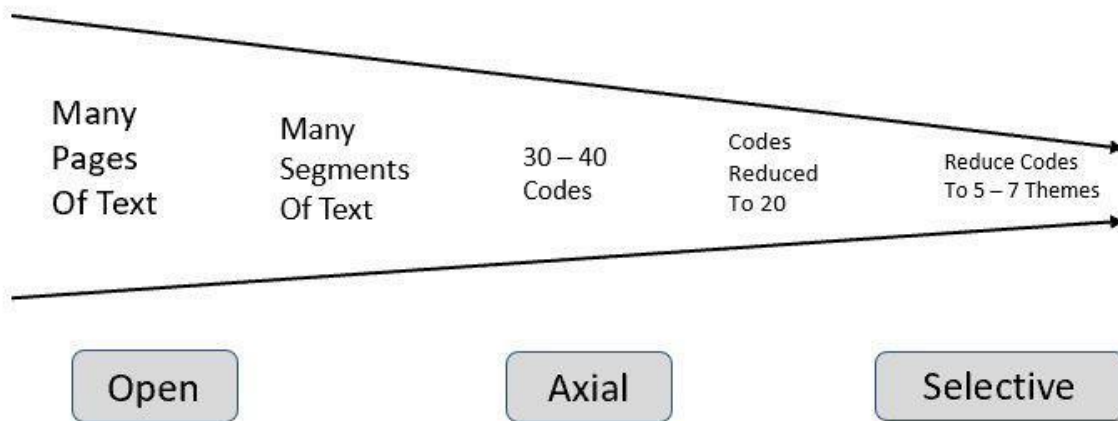 Many
Pages
Of Text
Many
Segments
Of Text
30 – 40
Codes
Codes
Reduced
To 20
Reduce Codes
To 5 – 7 Themes
Open
Axial
Selective